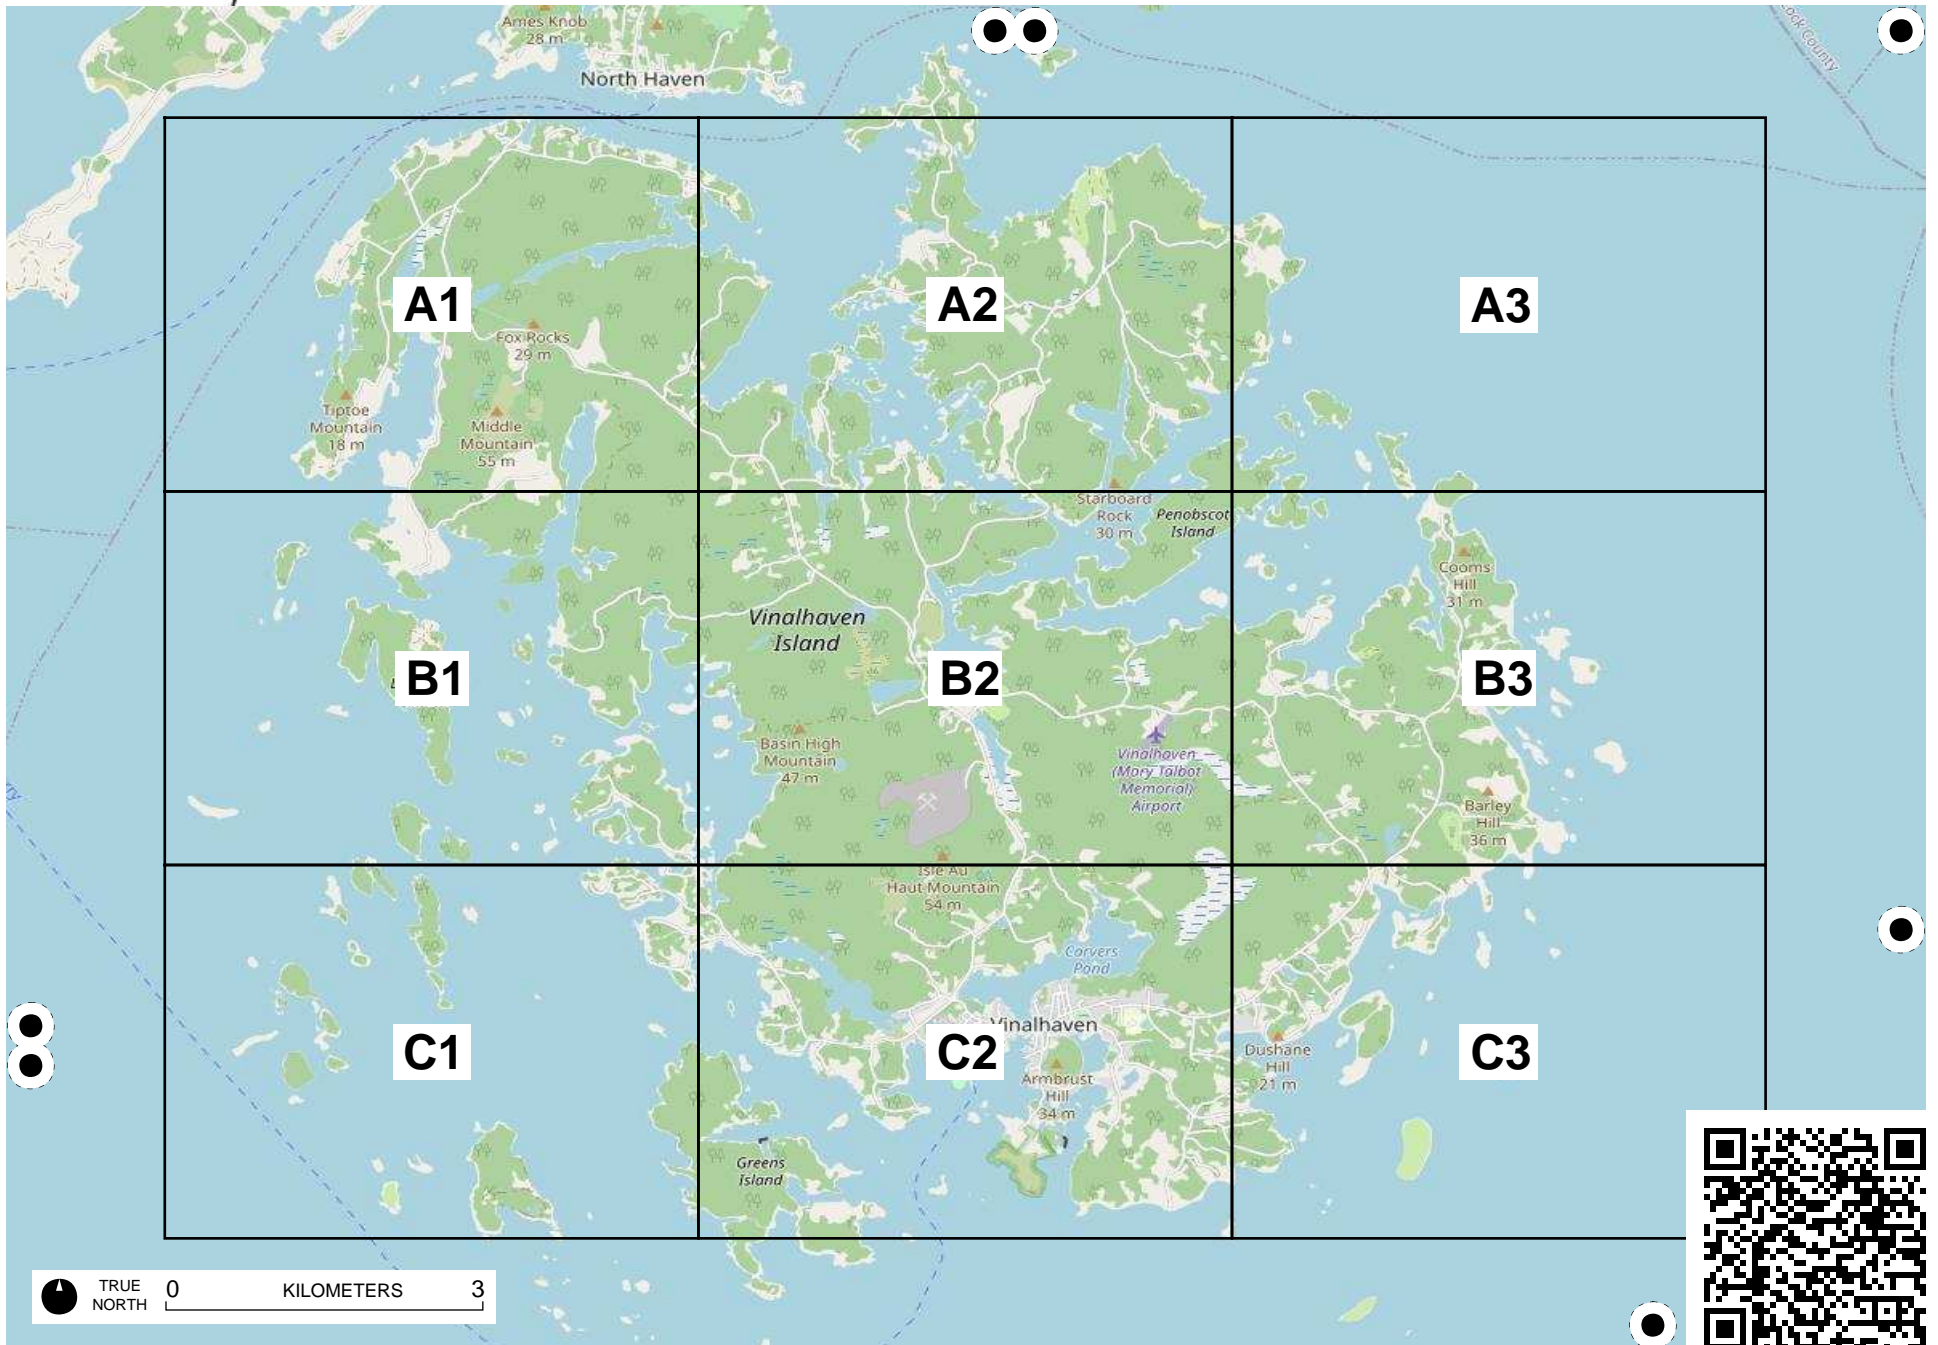 Ames Knob
28 m
North Haven
ock County
A1
A2
A3
Fox Rocks
29 m
Tiptoe
Mountain
18 m
Middle
Mountain
55 m
Starboard
Rock
30 m
Penobscot
Island
Cooms
Hill
31 m
Vinalhaven
Island
B1
B2
B3
Basin High
Mountain
47 m
Vinalhaven
(Mary Talbot
Memorial)
Airport
Barley
Hill
36 m
Isle Au
Haut Mountain
54 m
Carvers
Pond
Vinalhaven
C1
C2
C3
Dushane
Hill
21 m
Armbrust
Hill
34 m
Greens
Island
TRUE
NORTH
0 KILOMETERS 3